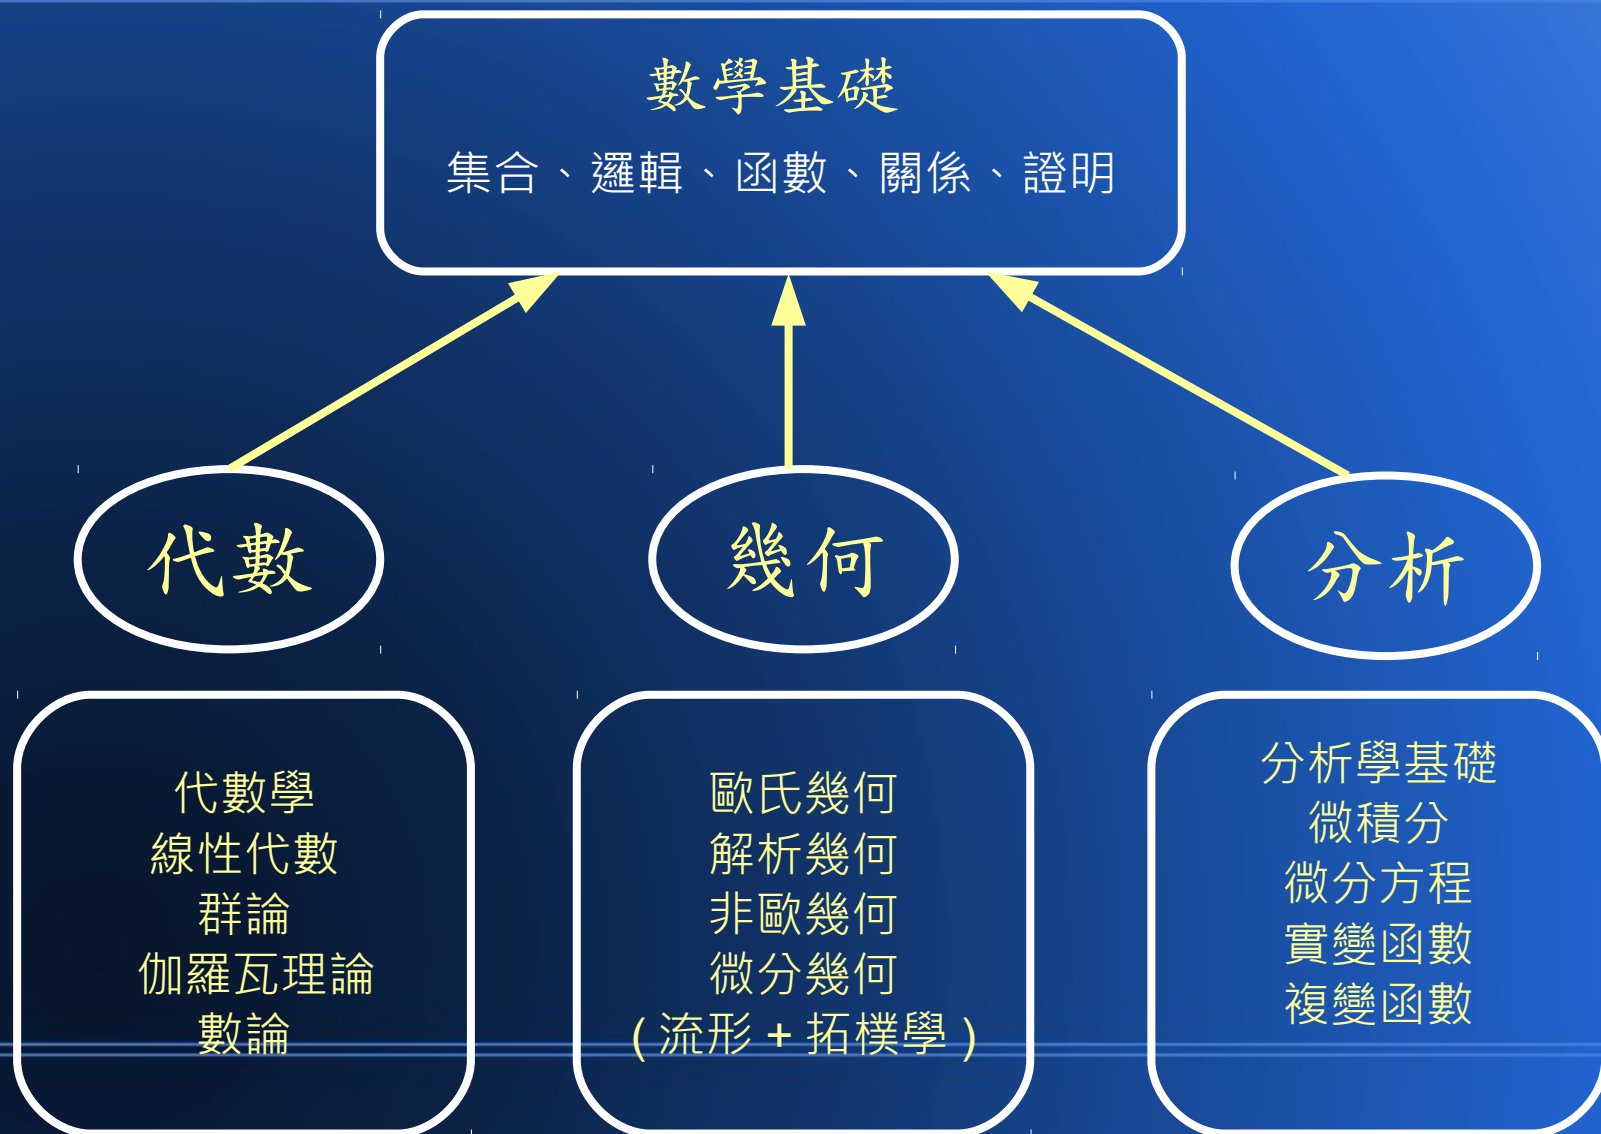 數學基礎
集合、邏輯、函數、關係、證明
代數
幾何
分析
代數學
線性代數
群論
伽羅瓦理論
數論
歐氏幾何
解析幾何
非歐幾何
微分幾何
( 流形 + 拓樸學 )
分析學基礎
微積分
微分方程
實變函數
複變函數